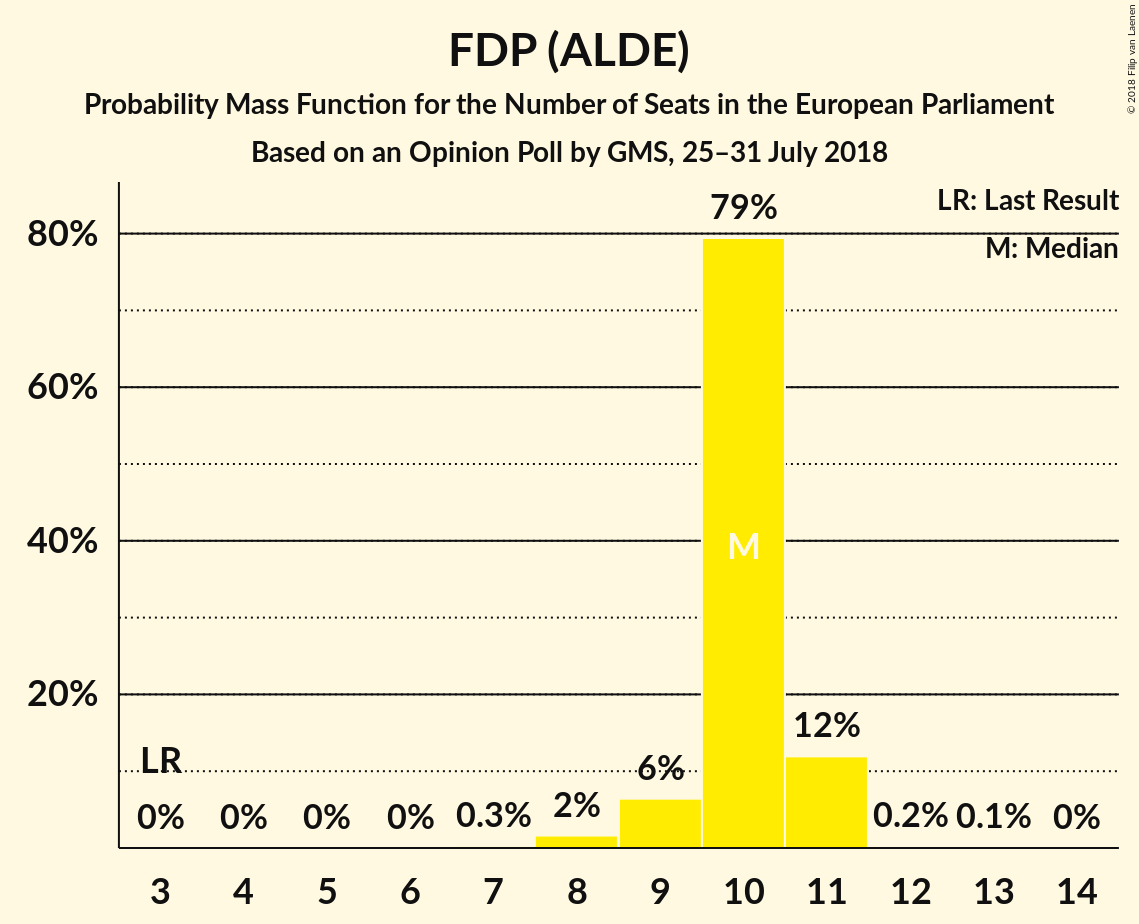 FDP (ALDE)
Probability Mass Function for the Number of Seats in the European Parliament
Based on an Opinion Poll by GMS, 25–31 July 2018
© 2018 Filip van Laenen
LR: Last Result
M: Median
80%
60%
40%
20%
LR
0%
0%
0%
0%
0.3%
2%
6%
79%
M
12%
0.2%
0.1%
0%
3 4 5 6 7 8 9 10 11 12 13 14